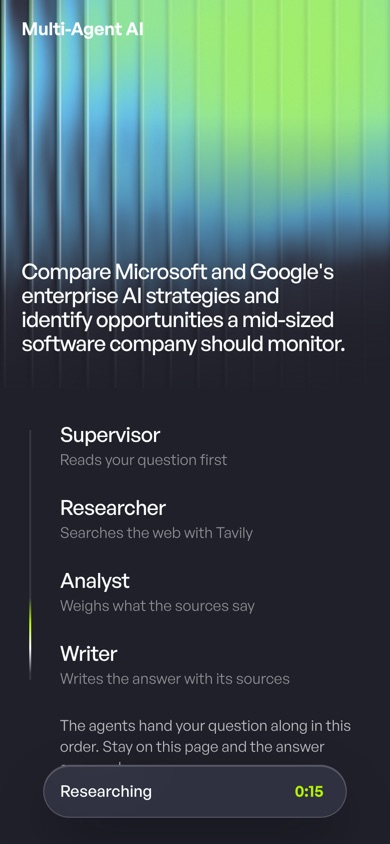 Multi-Agent AI
Compare Microsoft and Google's
enterprise AI strategies and
identify opportunities a mid-sized
software company should monitor.
Supervisor
Reads your question first
Researcher
Searches the web with Tavily
Analyst
Weighs what the sources say
Writer
Writes the answer with its sources
The agents hand your question along in this
order. Stay on this page and the answer
Researching 0:15